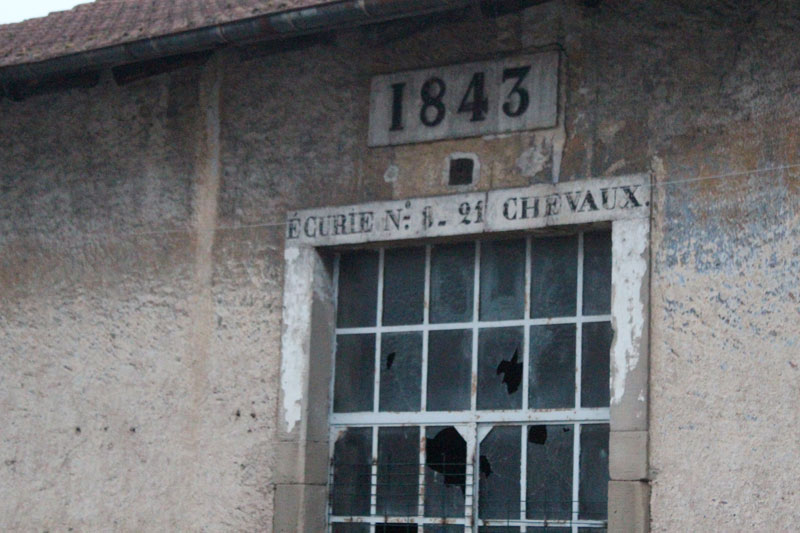 1843
ÉCURIE Nº: 8 - 21 CHEVAUX.